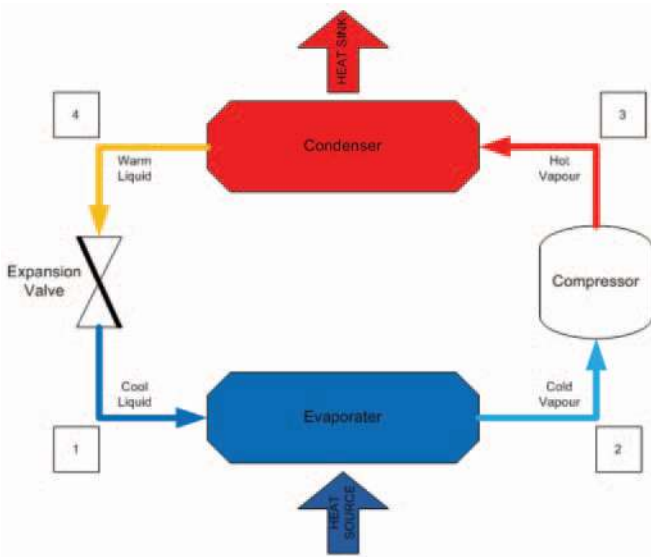 HEAT SINK
4
3
Condenser
Warm
Liquid
Hot
Vapour
Expansion
Valve
Compressor
Cool
Liquid
Evaporater
Cold
Vapour
1
2
HEAT
SOURCE